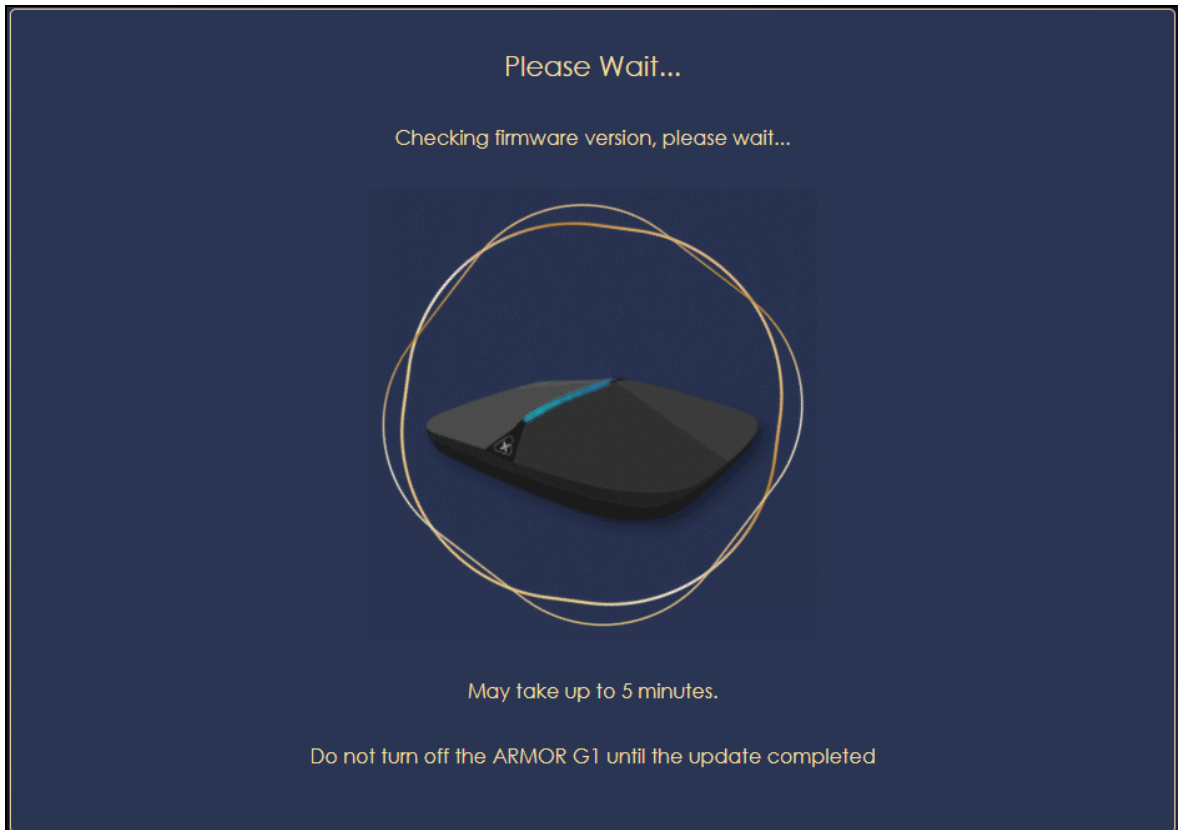 Please Wait...
Checking firmware version, please wait...
May take up to 5 minutes.
Do not turn off the ARMOR G1 until the update completed